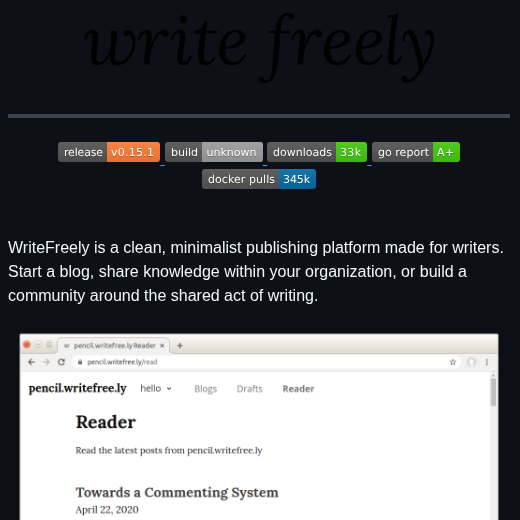 write freely
release v0.15.1 build unknown downloads 33k go report A+
docker pulls 345k
WriteFreely is a clean, minimalist publishing platform made for writers.
Start a blog, share knowledge within your organization, or build a
community around the shared act of writing.
w pencil.writefree.ly Reader
pencil.writefree.ly/read
pencil.writefree.ly hello Blogs Drafts Reader
Reader
Read the latest posts from pencil.writefree.ly
Towards a Commenting System
April 22, 2020